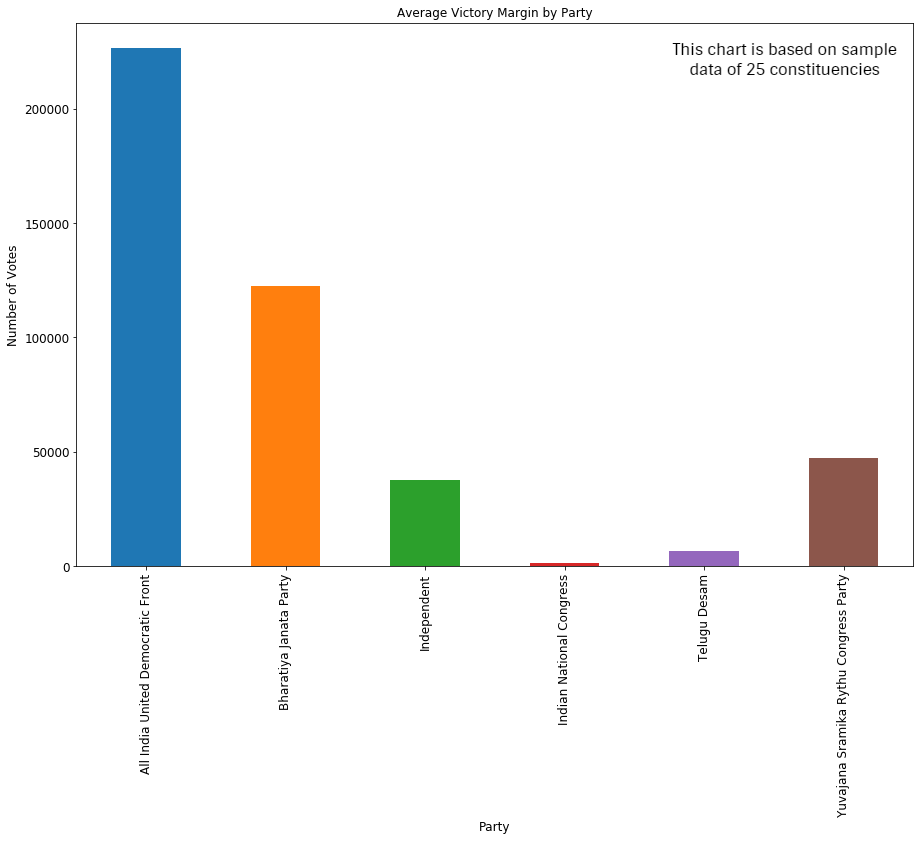 Average Victory Margin by Party
This chart is based on sample
data of 25 constituencies
Number of Votes
200000
150000
100000
50000
0
All India United Democratic Front
Bharatiya Janata Party
Independent
Indian National Congress
Telugu Desam
Yuvajana Sramika Rythu Congress Party
Party